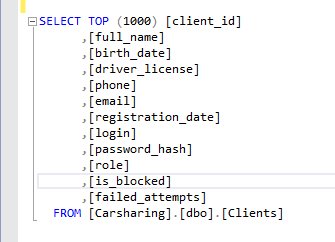 SELECT TOP (1000) [client_id]
,[full_name]
,[birth_date]
,[driver_license]
,[phone]
,[email]
,[registration_date]
,[login]
,[password_hash]
,[role]
,[is_blocked]
,[failed_attempts]
FROM [Carsharing].[dbo].[Clients]